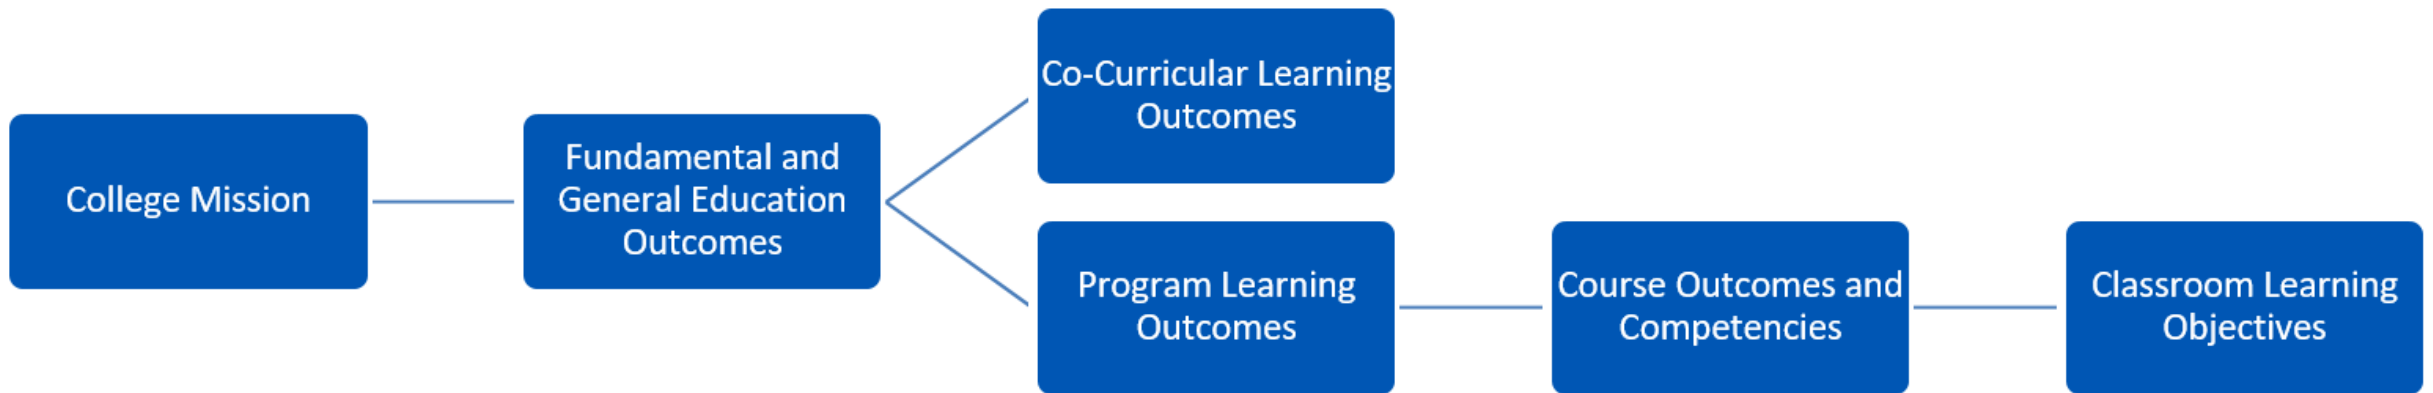 College Mission
Fundamental and
General Education
Outcomes
Co-Curricular Learning
Outcomes
Program Learning
Outcomes
Course Outcomes and
Competencies
Classroom Learning
Objectives